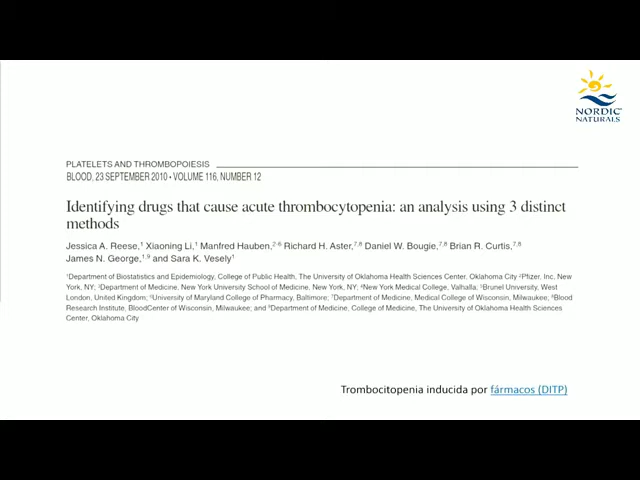 NORDIC
NATURALS
PLATELETS AND THROMBOPOIESIS
BLOOD, 23 SEPTEMBER 2010 • VOLUME 116, NUMBER 12
Identifying drugs that cause acute thrombocytopenia: an analysis using 3 distinct
methods
Jessica A. Reese,¹ Xiaoning Li,¹ Manfred Hauben,²⁻⁶ Richard H. Aster,⁷,⁸ Daniel W. Bougie,⁷,⁸ Brian R. Curtis,⁷,⁸
James N. George,¹,⁹ and Sara K. Vesely¹
¹Department of Biostatistics and Epidemiology, College of Public Health, The University of Oklahoma Health Sciences Center, Oklahoma City ²Pfizer, Inc, New
York, NY; ³Department of Medicine, New York University School of Medicine, New York, NY; ⁴New York Medical College, Valhalla; ⁵Brunel University, West
London, United Kingdom; ⁶University of Maryland College of Pharmacy, Baltimore; ⁷Department of Medicine, Medical College of Wisconsin, Milwaukee; ⁸Blood
Research Institute, BloodCenter of Wisconsin, Milwaukee; and ⁹Department of Medicine, College of Medicine, The University of Oklahoma Health Sciences
Center, Oklahoma City
Trombocitopenia inducida por fármacos (DITP)